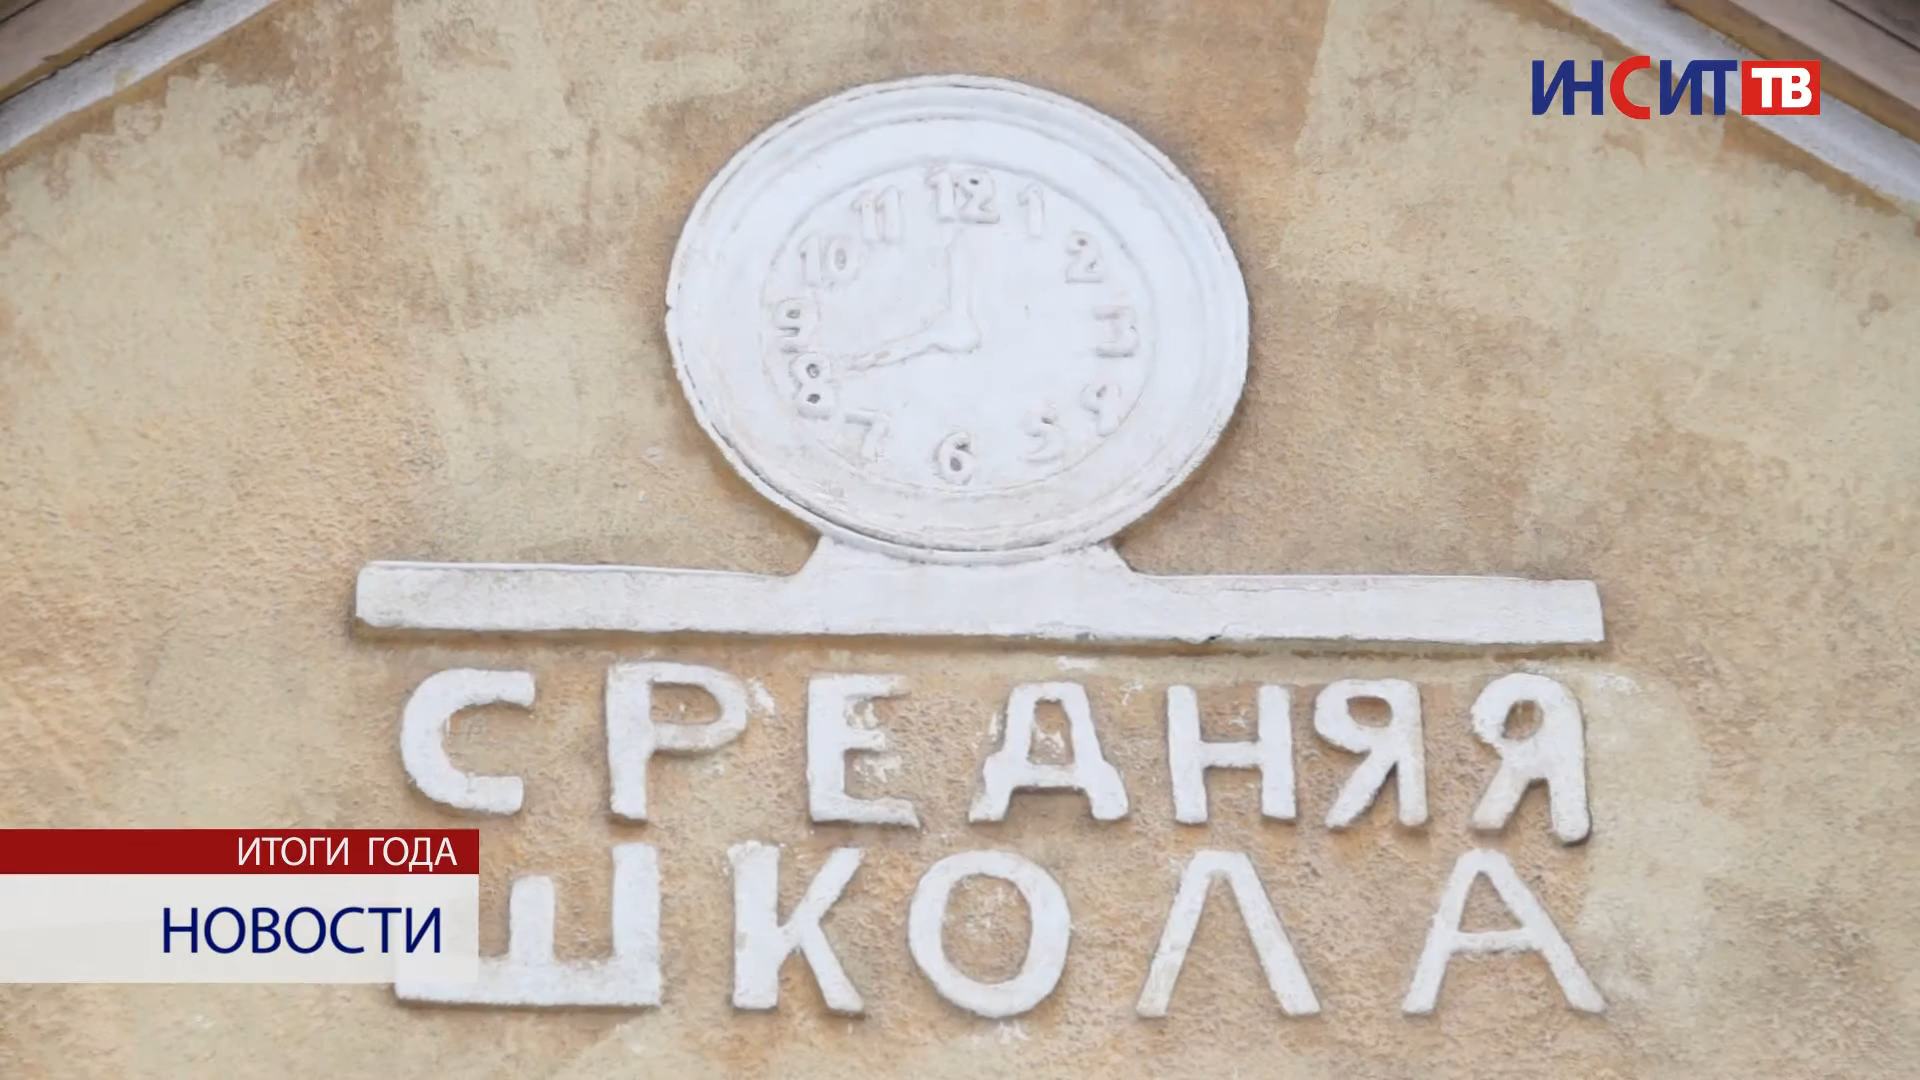 ИНСИТ ТВ
12
11 1
10 2
9 3
8 4
7 5
6
СРЕДНЯЯ
ШКОЛА
ИТОГИ ГОДА
НОВОСТИ